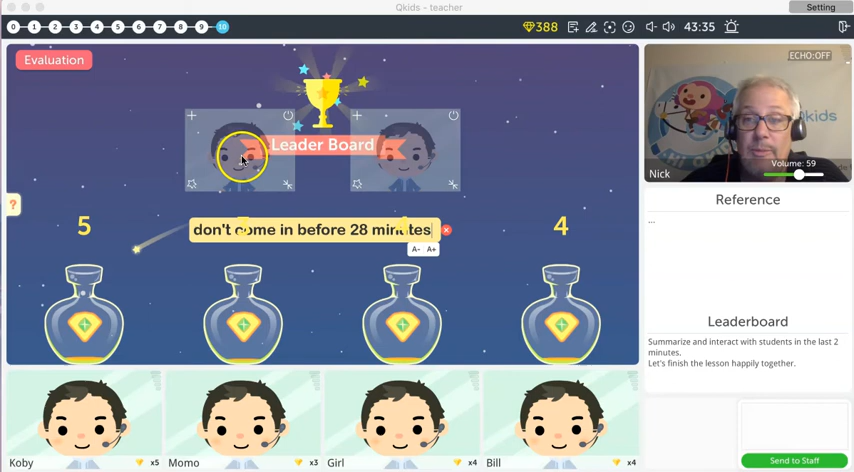 Qkids - teacher
Setting
0 1 2 3 4 5 6 7 8 9 10
388
43:35
Evaluation
ECHO:OFF
Leader Board
kids
Volume: 59
Nick
Reference
...
?
5
don't come in before 28 minutes
4
A- A+
Leaderboard
Summarize and interact with students in the last 2
minutes.
Let's finish the lesson happily together.
Koby x5
Momo x3
Girl x4
Bill x4
Send to Staff